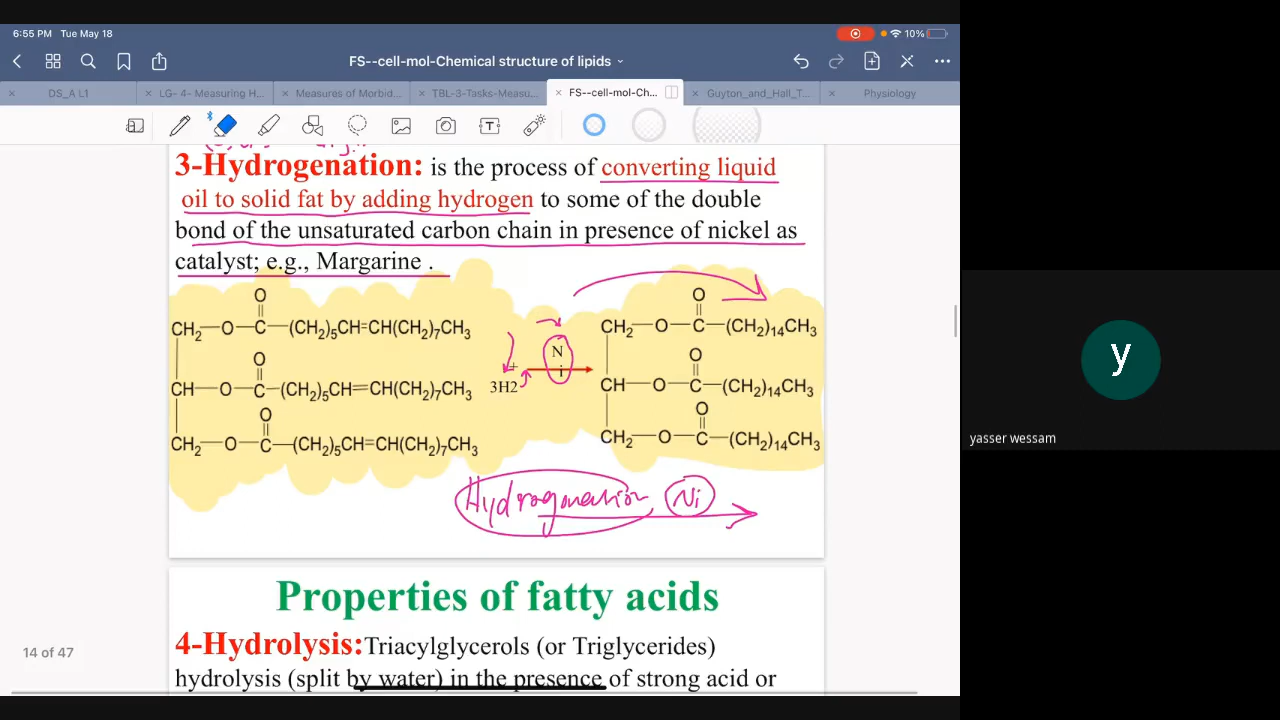 6:55 PM Tue May 18
10%
FS--cell-mol-Chemical structure of lipids
DS_A L1
LG- 4- Measuring H...
Measures of Morbid...
TBL-3-Tasks-Measu...
FS--cell-mol-Ch...
Guyton_and_Hall_T...
Physiology
3-Hydrogenation: is the process of converting liquid
oil to solid fat by adding hydrogen to some of the double
bond of the unsaturated carbon chain in presence of nickel as
catalyst; e.g., Margarine .
O
CH₂—O—C—(CH₂)₅CH=CH(CH₂)₇CH₃
O
CH—O—C—(CH₂)₅CH=CH(CH₂)₇CH₃
O
CH₂—O—C—(CH₂)₅CH=CH(CH₂)₇CH₃
+
3H2
N
i
O
CH₂—O—C—(CH₂)₁₄CH₃
O
CH—O—C—(CH₂)₁₄CH₃
O
CH₂—O—C—(CH₂)₁₄CH₃
Hydrogenation Ni
Properties of fatty acids
4-Hydrolysis:Triacylglycerols (or Triglycerides)
hydrolysis (split by water) in the presence of strong acid or
14 of 47
y
yasser wessam